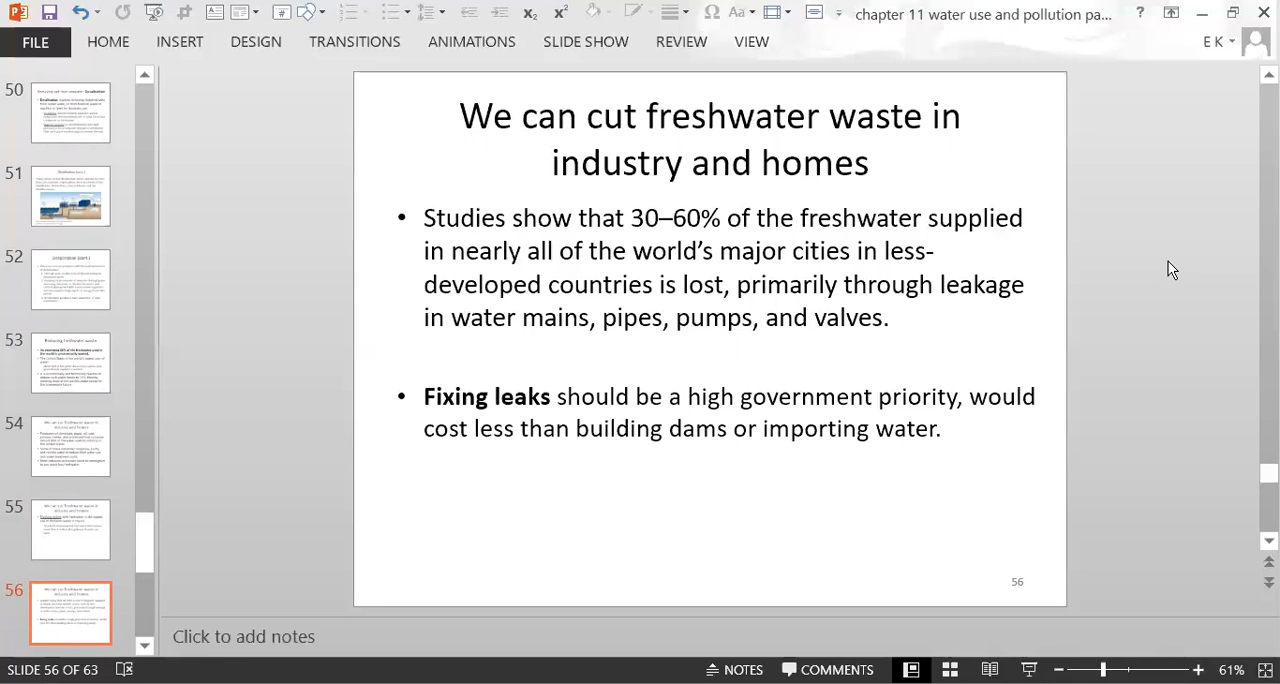 chapter 11 water use and pollution pa...
FILE HOME INSERT DESIGN TRANSITIONS ANIMATIONS SLIDE SHOW REVIEW VIEW E K
We can cut freshwater waste in
industry and homes
• Studies show that 30–60% of the freshwater supplied
in nearly all of the world’s major cities in less-
developed countries is lost, primarily through leakage
in water mains, pipes, pumps, and valves.
• Fixing leaks should be a high government priority, would
cost less than building dams or importing water.
56
50
51
52
53
54
55
56
Click to add notes
SLIDE 56 OF 63 NOTES COMMENTS 61%